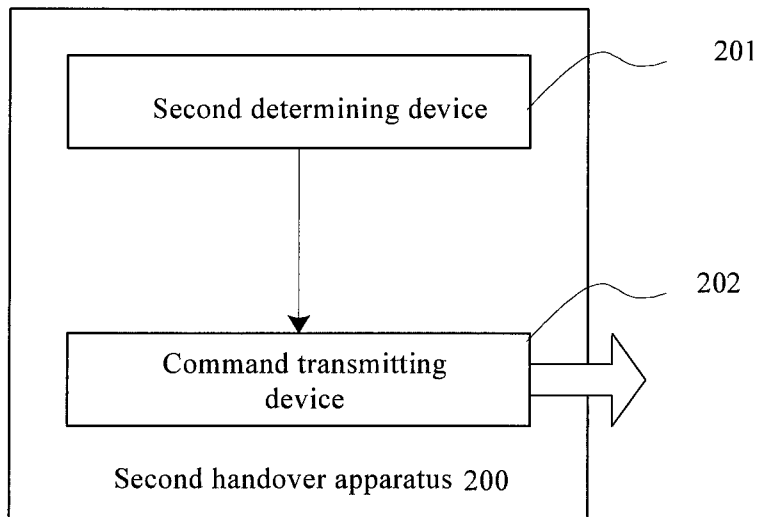 201
Second determining device
202
Command transmitting
device
Second handover apparatus 200